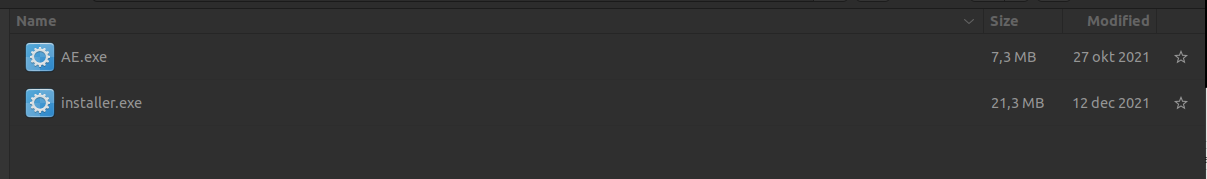 Name Size Modified
AE.exe 7,3 MB 27 okt 2021
installer.exe 21,3 MB 12 dec 2021